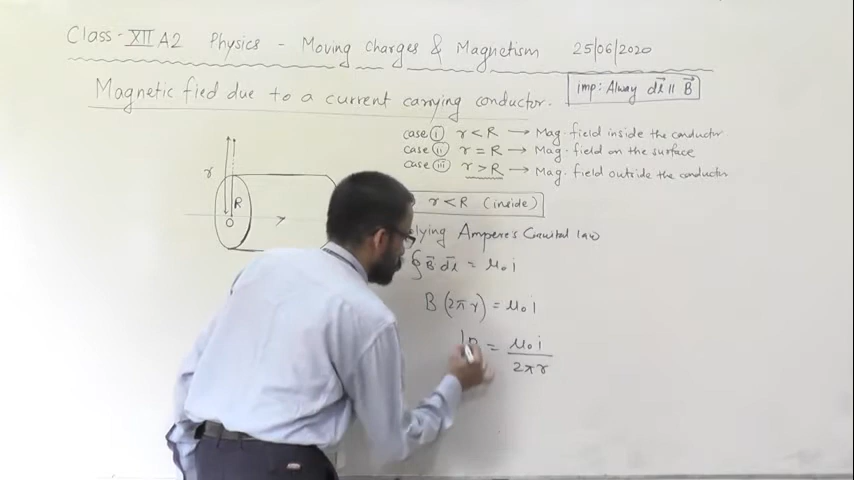 Class-XII A2 Physics - Moving Charges & Magnetism 25/06/2020
Magnetic fied due to a current carrying conductor.
imp: Alway dl⃗ || B⃗
case (i) r < R → Mag. field inside the conductor
case (ii) r = R → Mag. field on the surface
case (iii) r > R → Mag. field outside the conductor
r
R
O
r < R (inside)
Ampere's Circuital law
∮ B⃗ dl⃗ = μ₀ i
B (2πr) = μ₀ i
= μ₀ i / 2πr